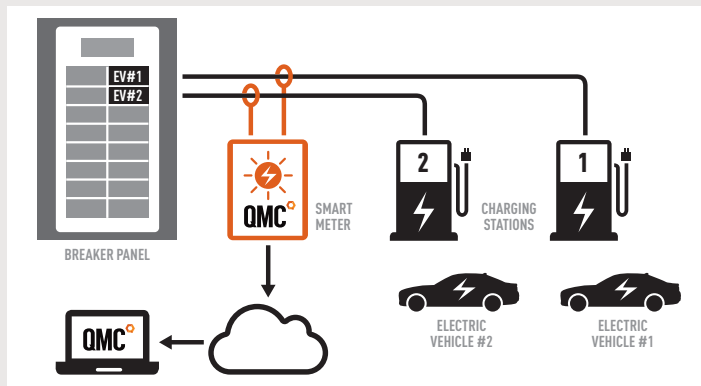 EV#1
EV#2
2
1
QMC
SMART
METER
CHARGING
STATIONS
BREAKER PANEL
QMC
ELECTRIC
VEHICLE #2
ELECTRIC
VEHICLE #1